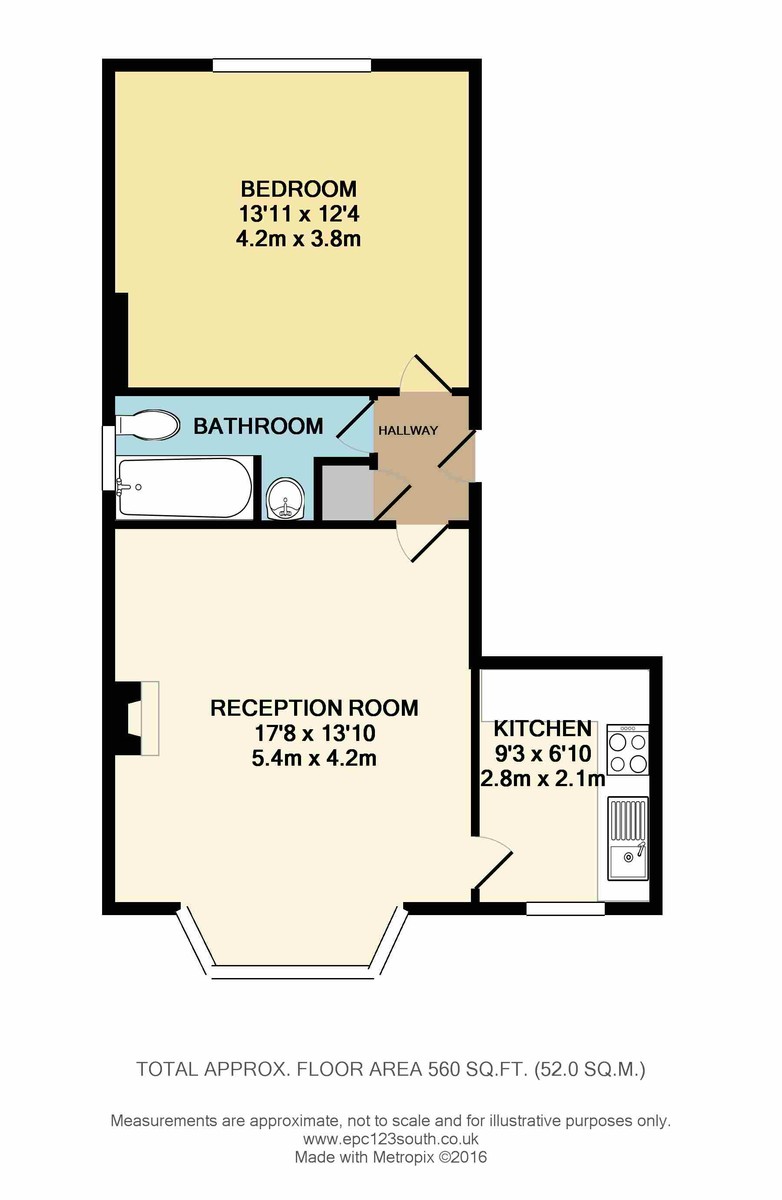 BEDROOM
13'11 x 12'4
4.2m x 3.8m
BATHROOM
HALLWAY
RECEPTION ROOM
17'8 x 13'10
5.4m x 4.2m
KITCHEN
9'3 x 6'10
2.8m x 2.1m
TOTAL APPROX. FLOOR AREA 560 SQ.FT. (52.0 SQ.M.)
Measurements are approximate, not to scale and for illustrative purposes only.
www.epc123south.co.uk
Made with Metropix ©2016